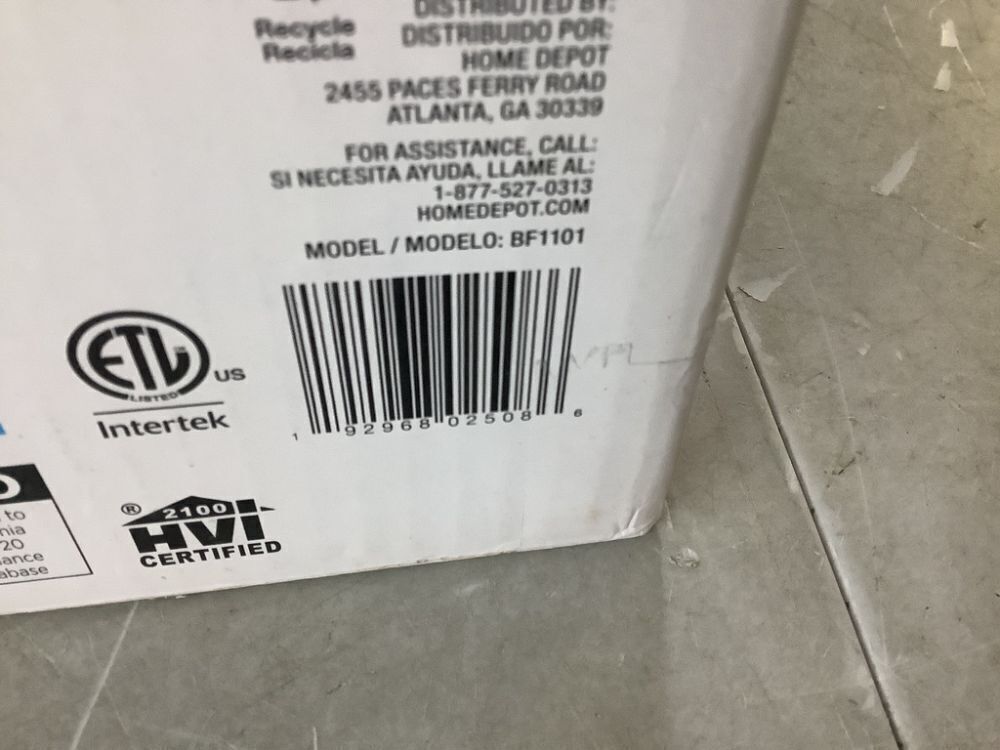 Recycle
Recicla
DISTRIBUTED BY:
DISTRIBUIDO POR:
HOME DEPOT
2455 PACES FERRY ROAD
ATLANTA, GA 30339
FOR ASSISTANCE, CALL:
SI NECESITA AYUDA, LLAME AL:
1-877-527-0313
HOMEDEPOT.COM
MODEL / MODELO: BF1101
ETL
LISTED
US
Intertek
1 92968 02508 6
® 2100
HVI
CERTIFIED
to
20